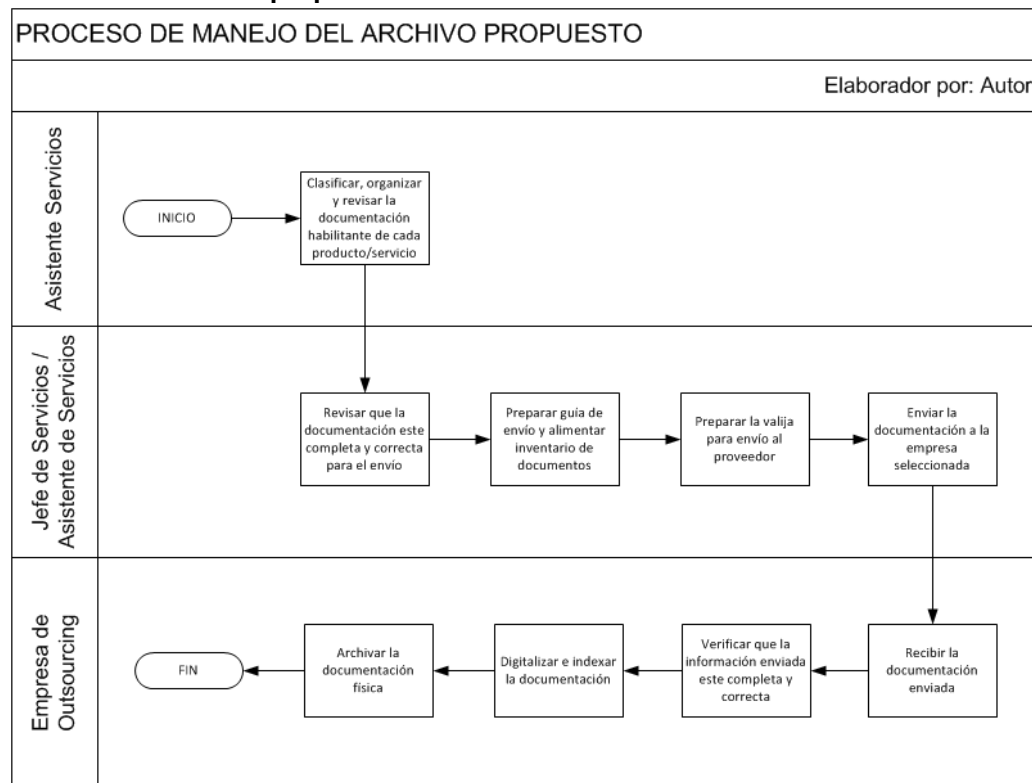 PROCESO DE MANEJO DEL ARCHIVO PROPUESTO
Elaborador por: Autor
Asistente Servicios
INICIO
Clasificar, organizar
y revisar la
documentación
habilitante de cada
producto/servicio
Jefe de Servicios /
Asistente de Servicios
Revisar que la
documentación este
completa y correcta
para el envío
Preparar guía de
envío y alimentar
inventario de
documentos
Preparar la valija
para envío al
proveedor
Enviar la
documentación a la
empresa
seleccionada
Empresa de
Outsourcing
FIN
Archivar la
documentación
física
Digitalizar e indexar
la documentación
Verificar que la
información enviada
este completa y
correcta
Recibir la
documentación
enviada